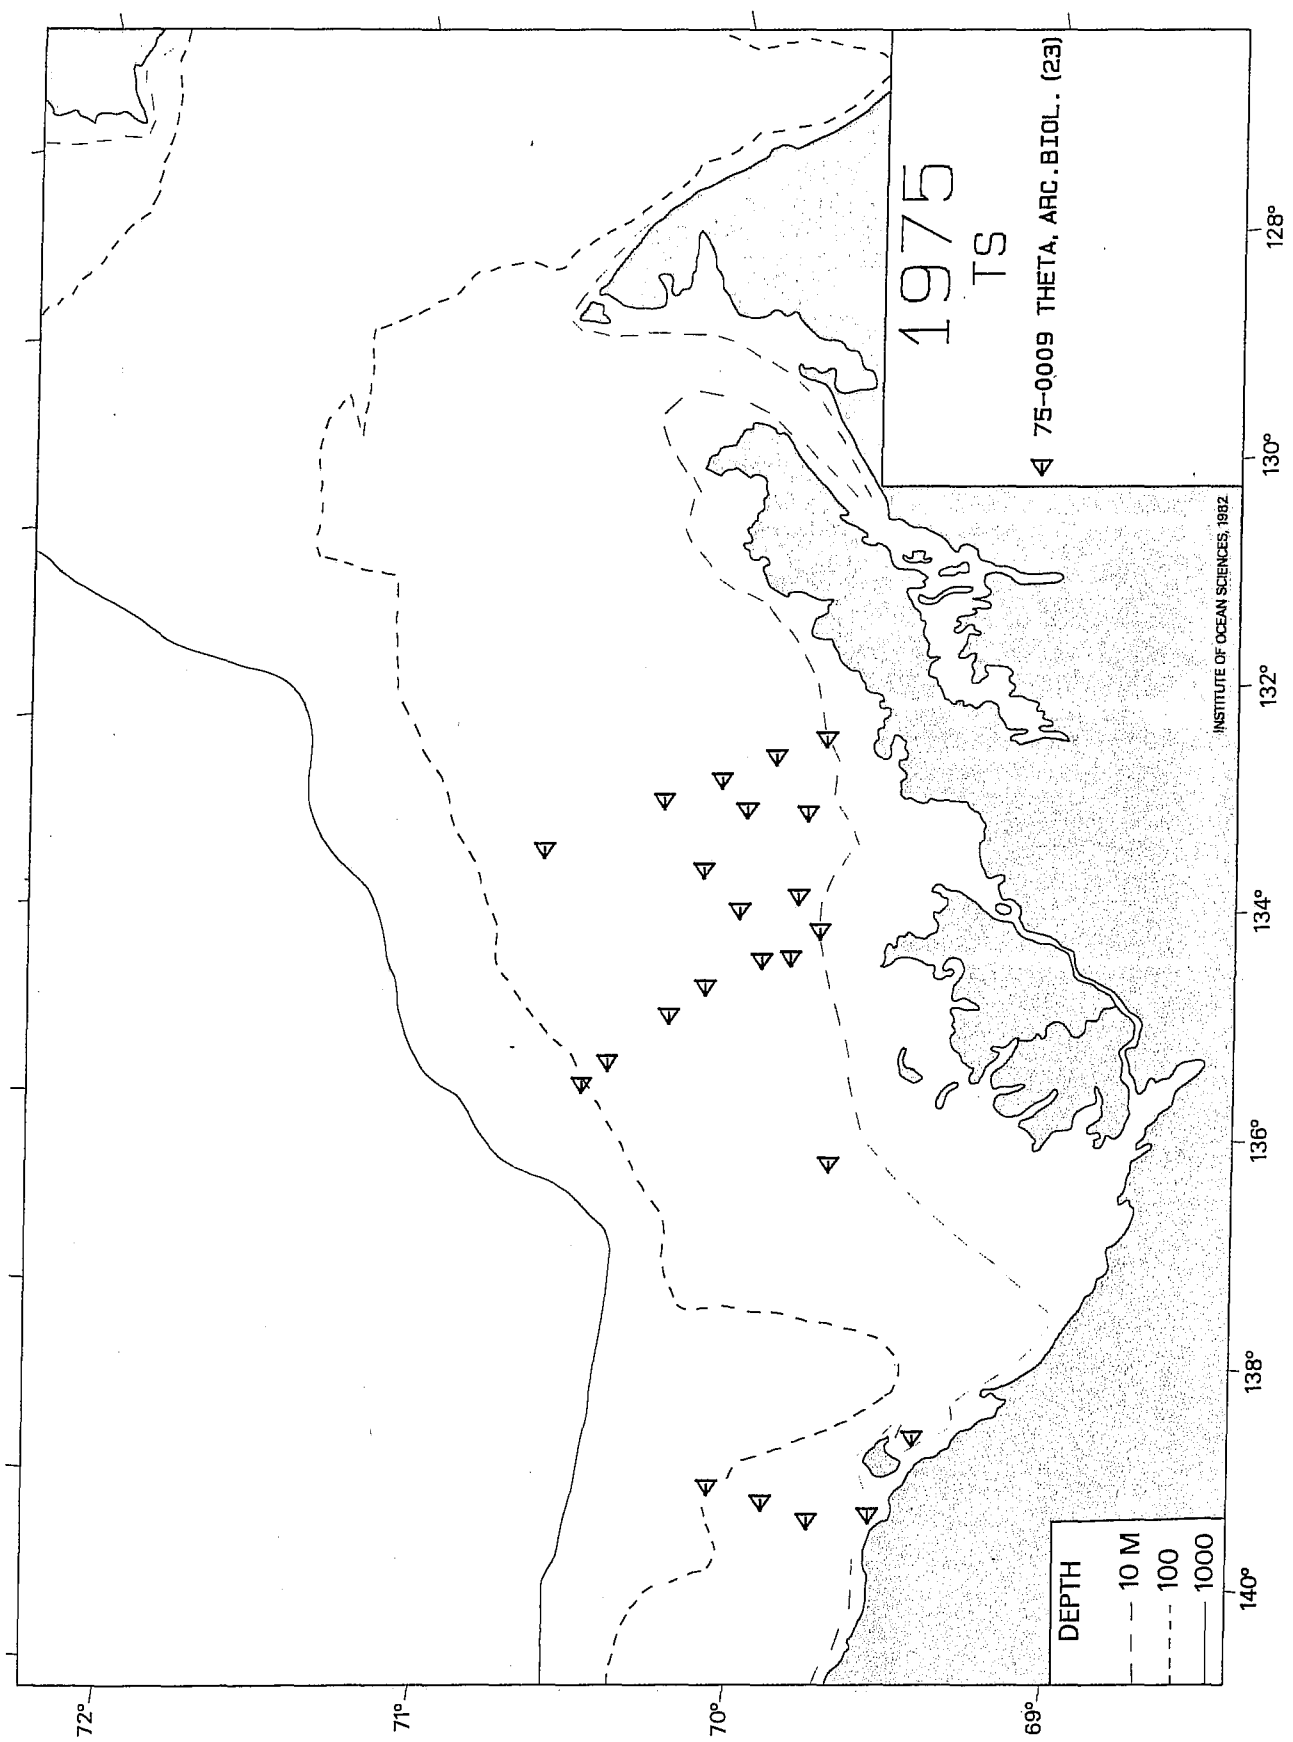 1975
TS
75-0009 THETA, ARC.BIOL. (23)
INSTITUTE OF OCEAN SCIENCES, 1982
DEPTH
10 M
100
1000
72°
71°
70°
69°
140°
138°
136°
134°
132°
130°
128°